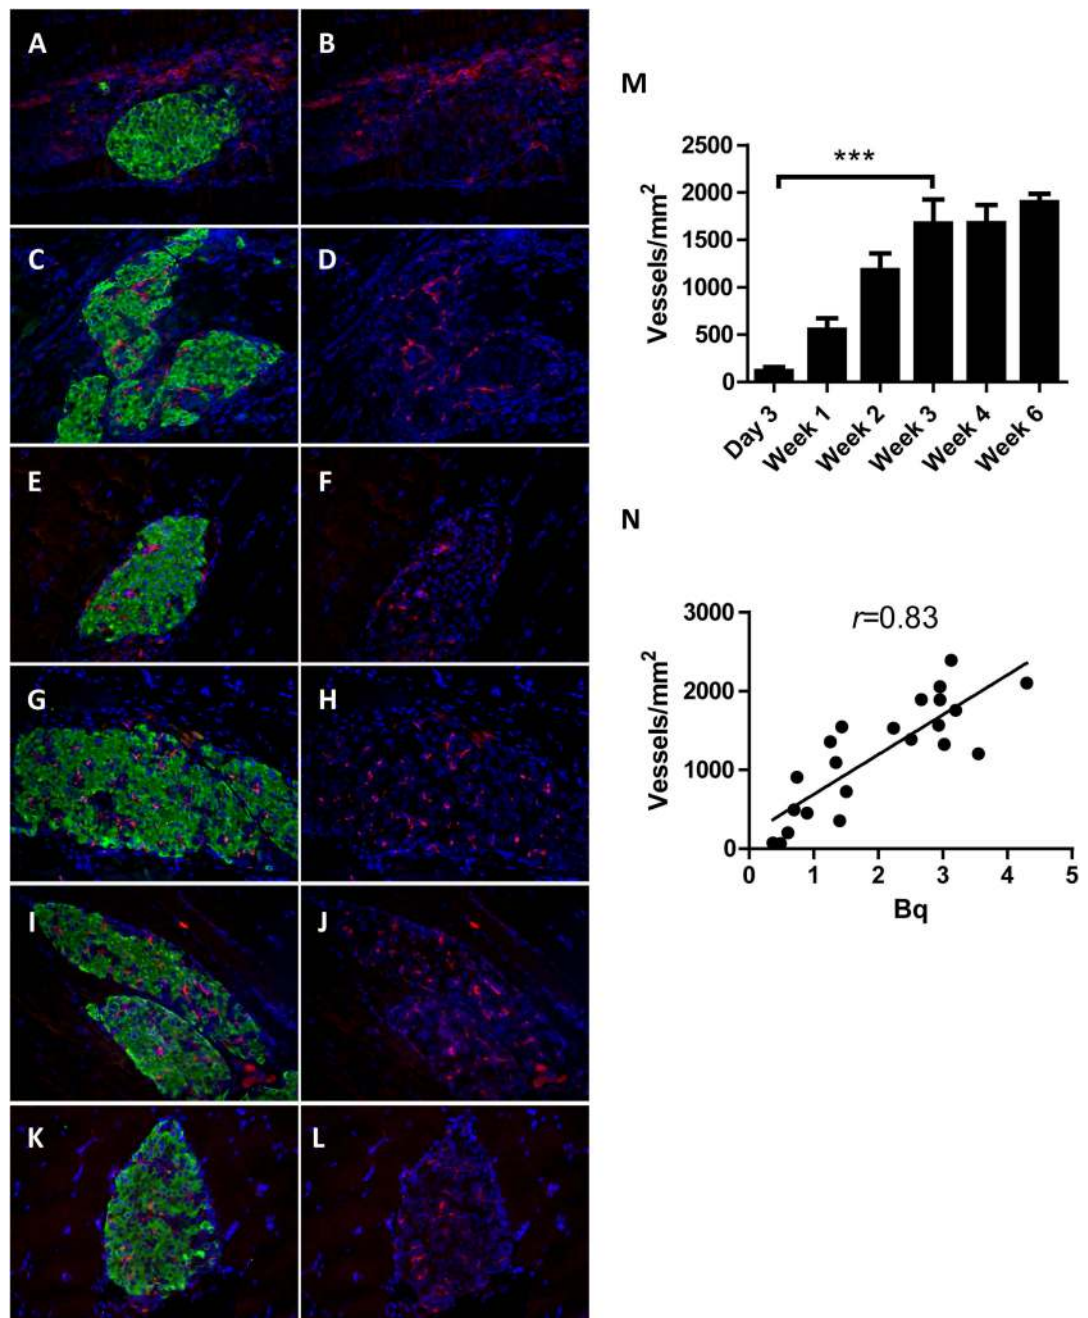 A
B
C
D
E
F
G
H
I
J
K
L
M
Vessels/mm²
2500
2000
1500
1000
500
0
***
Day 3
Week 1
Week 2
Week 3
Week 4
Week 6
N
Vessels/mm²
3000
2000
1000
0
r=0.83
0 1 2 3 4 5
Bq